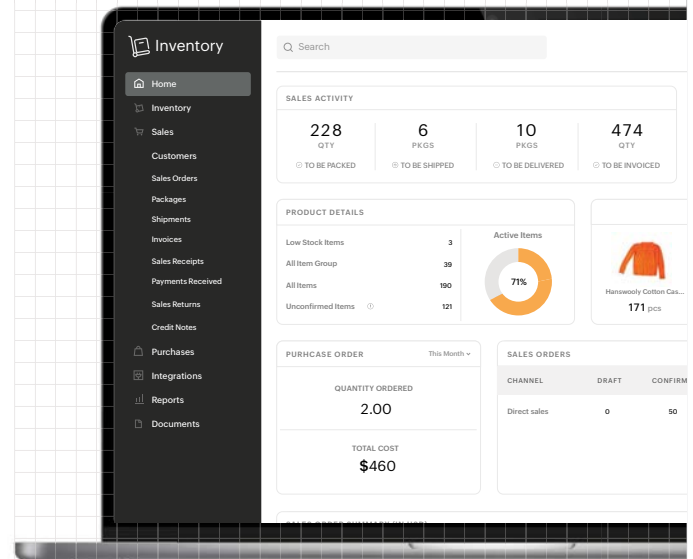 Inventory
Search
Home
Inventory
Sales
Customers
Sales Orders
Packages
Shipments
Invoices
Sales Receipts
Payments Received
Sales Returns
Credit Notes
Purchases
Integrations
Reports
Documents
SALES ACTIVITY
228 6 10 474
QTY PKGS PKGS QTY
TO BE PACKED TO BE SHIPPED TO BE DELIVERED TO BE INVOICED
PRODUCT DETAILS
Low Stock Items 3
All Item Group 39
All Items 190
Unconfirmed Items 121
Active Items
71%
Hanswooly Cotton Cas...
171 pcs
PURHCASE ORDER This Month
QUANTITY ORDERED
2.00
TOTAL COST
$460
SALES ORDERS
CHANNEL DRAFT CONFIRM
Direct sales 0 50